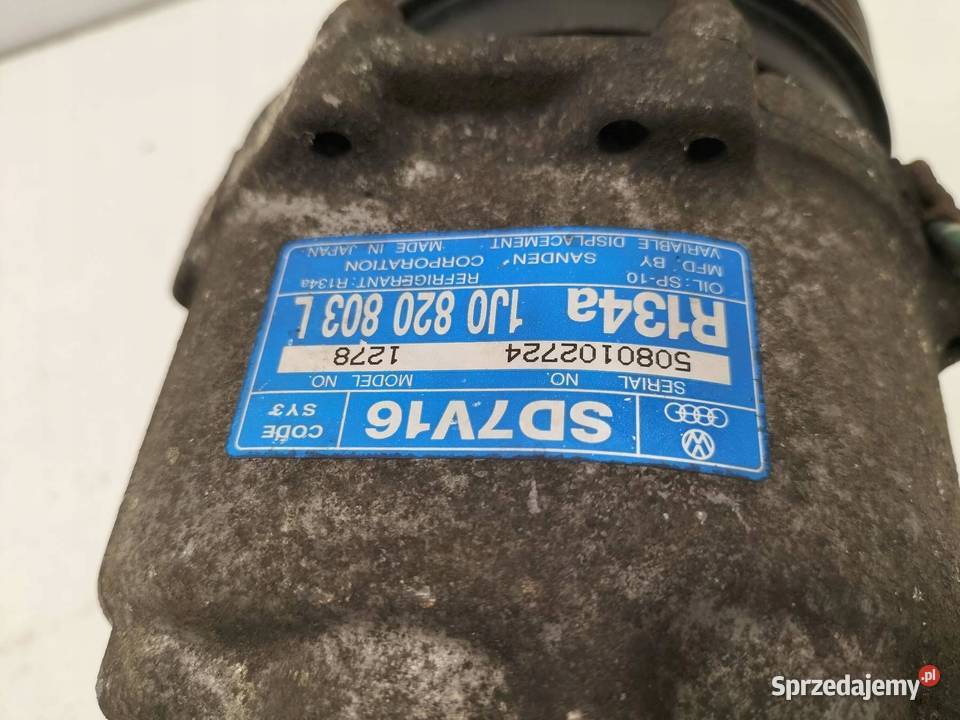 SD7V16
CODE
SY3
SERIAL NO.
MODEL NO.
5080102724
1278
R134a
1J0 820 803 L
OIL: SP-10
REFRIGERANT: R134a
MFD. BY SANDEN CORPORATION
VARIABLE DISPLACEMENT MADE IN JAPAN
Sprzedajemy.pl